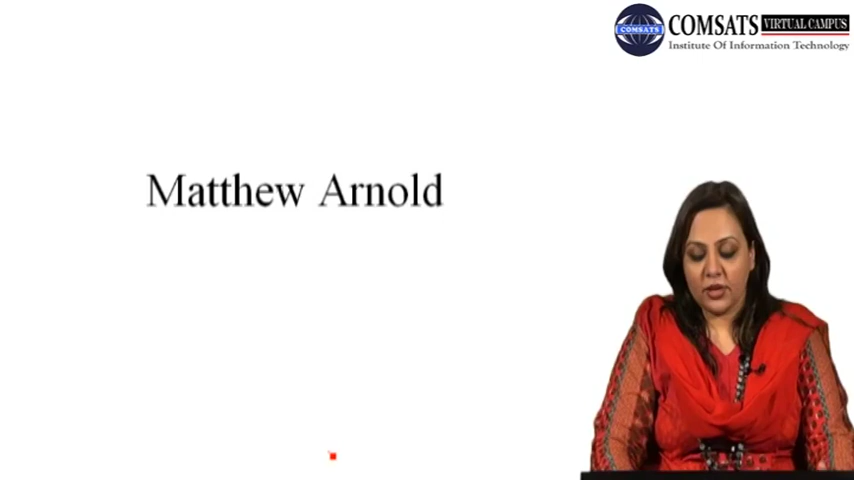 COMSATS VIRTUAL CAMPUS
Institute Of Information Technology
COMSATS
Matthew Arnold